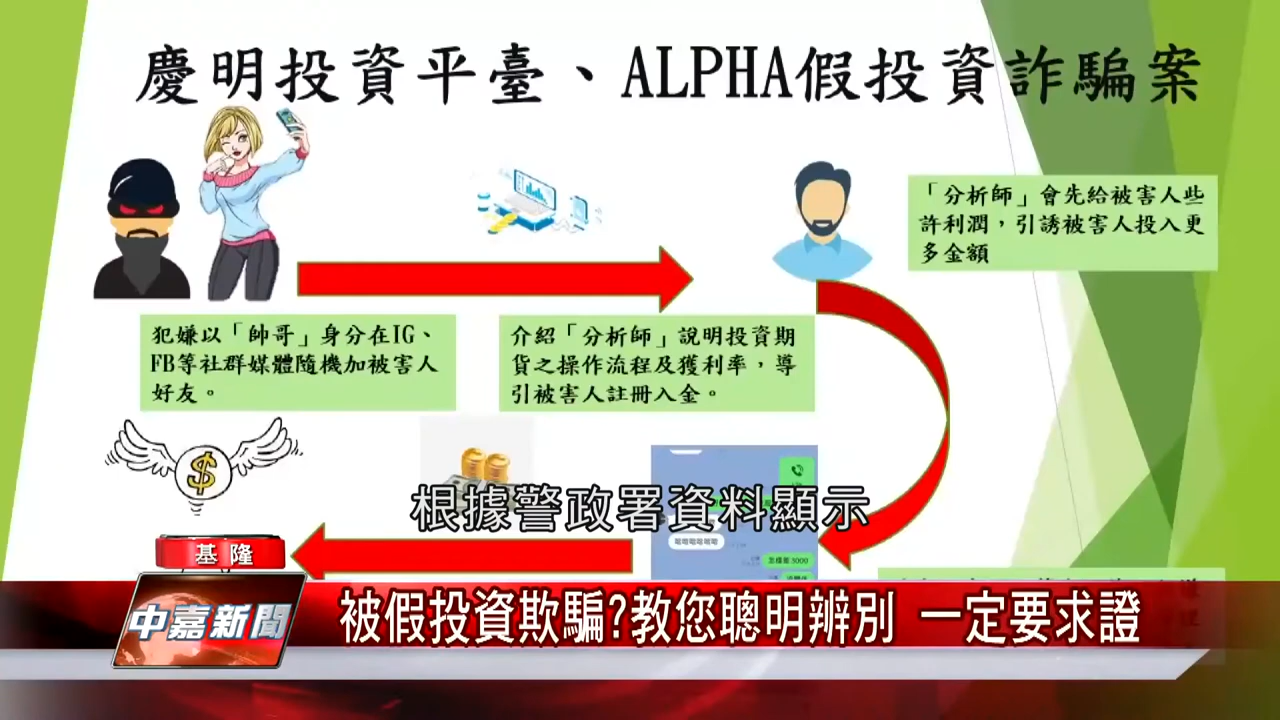 慶明投資平臺、ALPHA假投資詐騙案
「分析師」會先給被害人些
許利潤,引誘被害人投入更
多金額
犯嫌以「帥哥」身分在IG、
FB等社群媒體隨機加被害人
好友。
介紹「分析師」說明投資期
貨之操作流程及獲利率,導
引被害人註冊入金。
根據警政署資料顯示
基隆
中嘉新聞
被假投資欺騙?教您聰明辨別 一定要求證